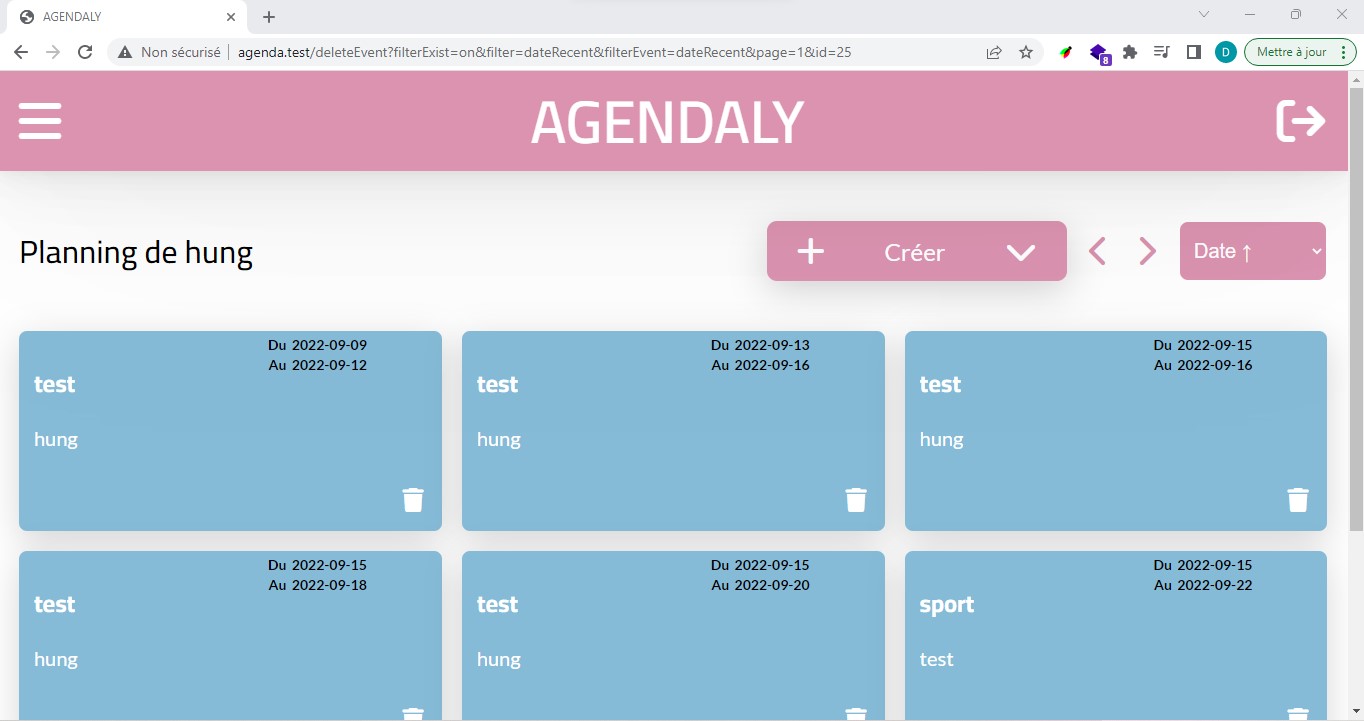 AGENDALY
Non sécurisé agenda.test/deleteEvent?filterExist=on&filter=dateRecent&filterEvent=dateRecent&page=1&id=25
8
D
Mettre à jour
AGENDALY
Planning de hung
Créer
Date ↑
Du 2022-09-09
Au 2022-09-12
test
hung
Du 2022-09-13
Au 2022-09-16
test
hung
Du 2022-09-15
Au 2022-09-16
test
hung
Du 2022-09-15
Au 2022-09-18
test
hung
Du 2022-09-15
Au 2022-09-20
test
hung
Du 2022-09-15
Au 2022-09-22
sport
test